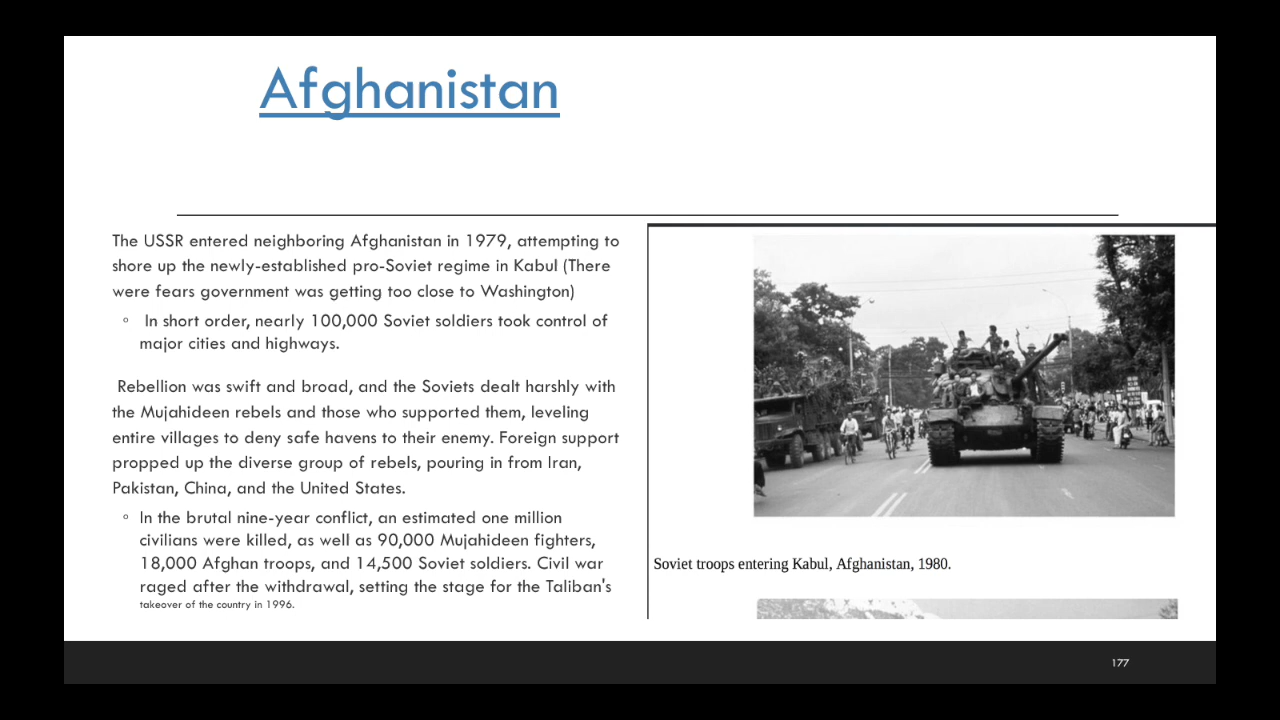 Afghanistan
The USSR entered neighboring Afghanistan in 1979, attempting to
shore up the newly-established pro-Soviet regime in Kabul (There
were fears government was getting too close to Washington)
◦ In short order, nearly 100,000 Soviet soldiers took control of
major cities and highways.
Rebellion was swift and broad, and the Soviets dealt harshly with
the Mujahideen rebels and those who supported them, leveling
entire villages to deny safe havens to their enemy. Foreign support
propped up the diverse group of rebels, pouring in from Iran,
Pakistan, China, and the United States.
◦ In the brutal nine-year conflict, an estimated one million
civilians were killed, as well as 90,000 Mujahideen fighters,
18,000 Afghan troops, and 14,500 Soviet soldiers. Civil war
raged after the withdrawal, setting the stage for the Taliban's
takeover of the country in 1996.
Soviet troops entering Kabul, Afghanistan, 1980.
177